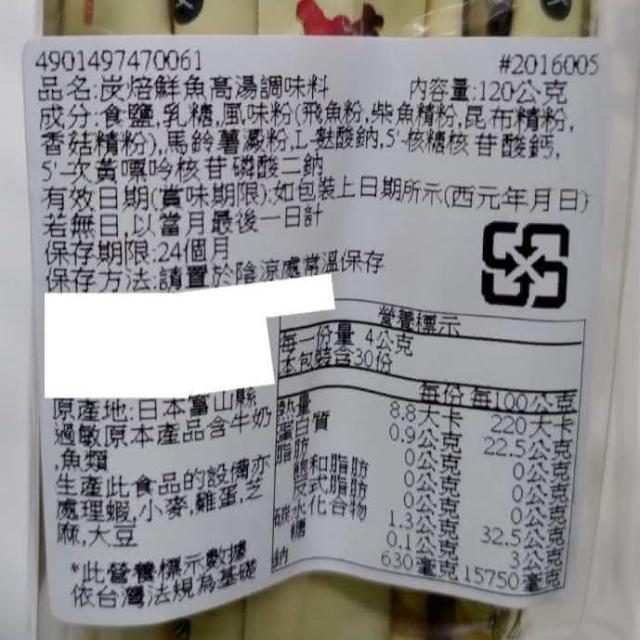 4901497470061 #2016005
品名:炭焙鮮魚高湯調味料 內容量:120公克
成分:食鹽,乳糖,風味粉(飛魚粉,柴魚精粉,昆布精粉,
香菇精粉),馬鈴薯澱粉,L-麩酸鈉,5'-核糖核苷酸鈣,
5'-次黃嘌呤核苷磷酸二鈉
有效日期(賞味期限):如包裝上日期所示(西元年月日)
若無日,以當月最後一日計
保存期限:24個月
保存方法:請置於陰涼處常溫保存
原產地:日本富山縣
過敏原本產品含牛奶
,魚類
生產此食品的設備亦
處理蝦,小麥,雞蛋,芝
麻,大豆
*此營養標示數據
依台灣法規為基礎
營養標示
每一份量 4公克
本包裝含30份
每份 每100公克
熱量 8.8大卡 220大卡
蛋白質 0.9公克 22.5公克
脂肪 0公克 0公克
飽和脂肪 0公克 0公克
反式脂肪 0公克 0公克
碳水化合物 1.3公克 32.5公克
糖 0.1公克 3公克
鈉 630毫克 15750毫克